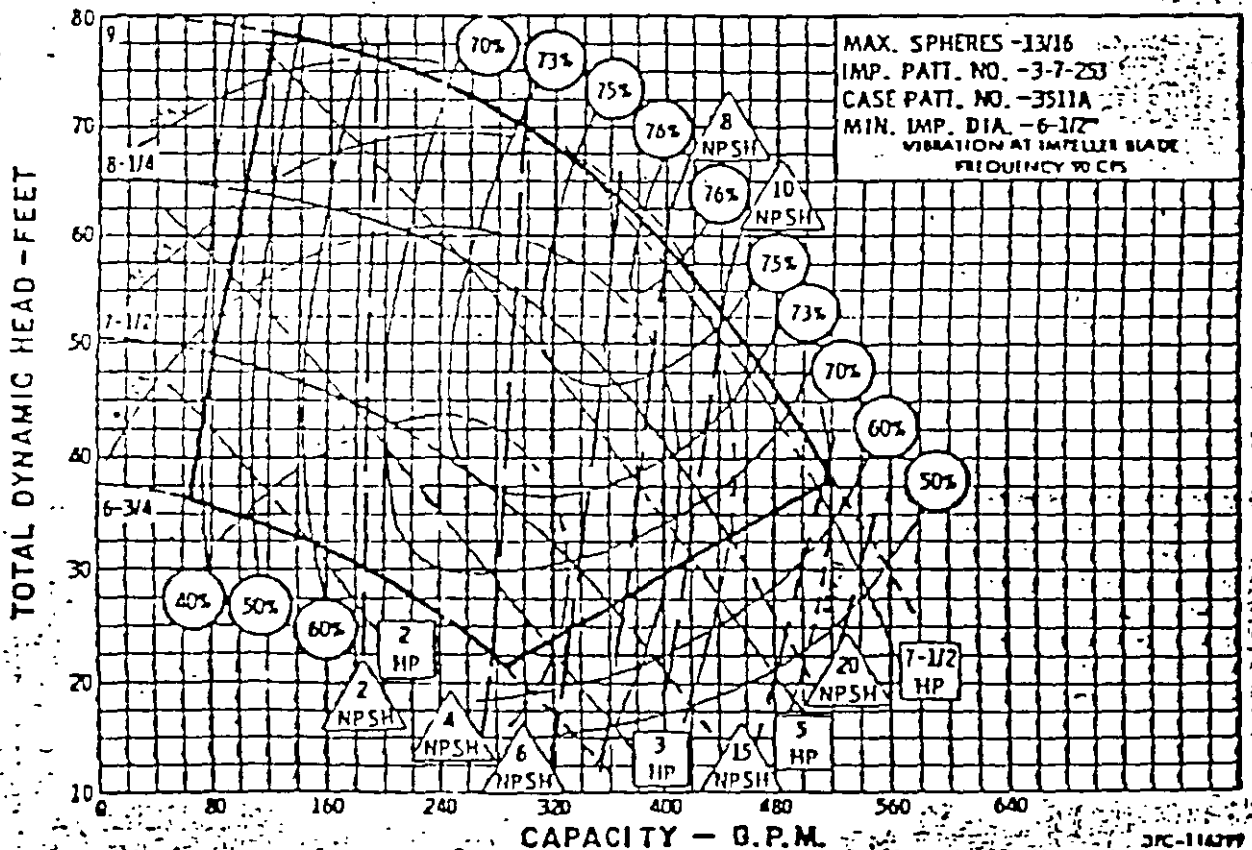 MAX. SPHERES -13/16
IMP. PATT. NO. -3-7-253
CASE PATT. NO. -3511A
MIN. IMP. DIA. -6-1/2"
VIBRATION AT IMPELLER BLADE
FREQUENCY 90 CPS
TOTAL DYNAMIC HEAD-FEET
80
70
60
50
40
30
20
10
9
8-1/4
7-1/2
6-3/4
70%
73%
75%
76%
8
NPSH
76%
10
NPSH
75%
73%
70%
60%
50%
40%
50%
60%
2
HP
2
NPSH
4
NPSH
6
NPSH
3
HP
15
NPSH
5
HP
20
NPSH
7-1/2
HP
0 80 160 240 320 400 480 560 640
CAPACITY - G.P.M.